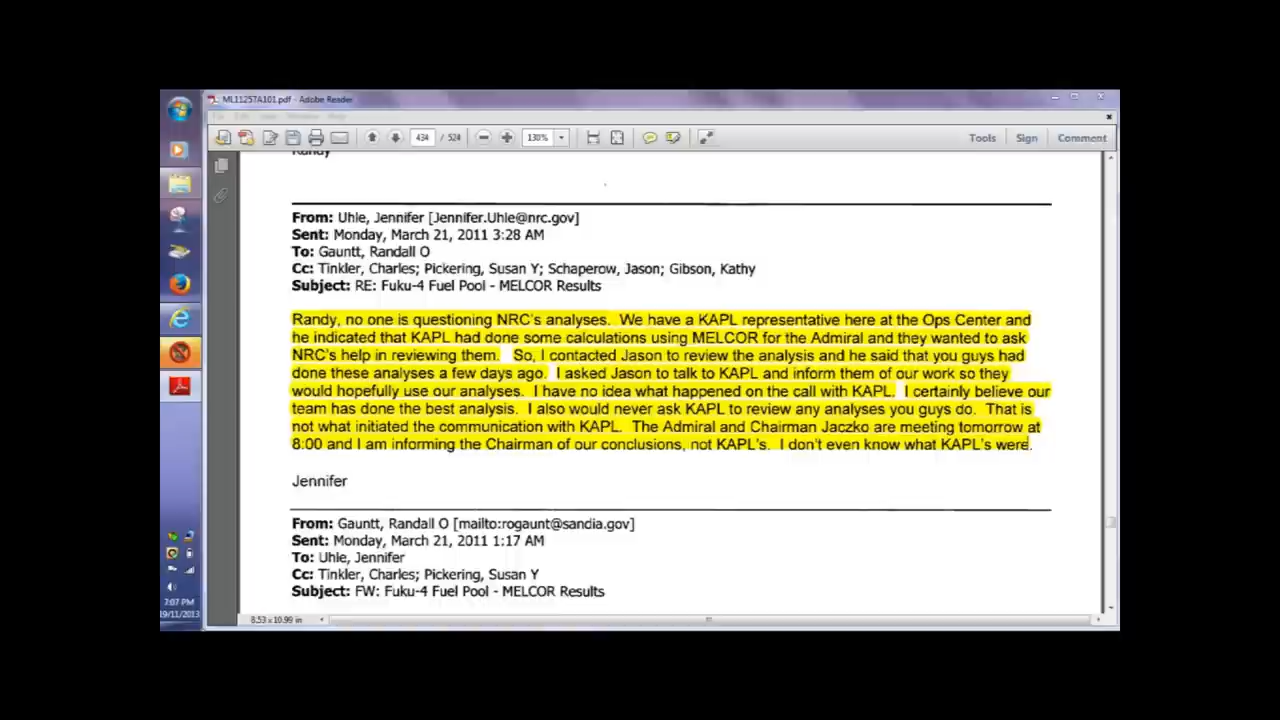 ML1125TA101.pdf - Adobe Reader
434 / 524 130% Tools Sign Comment
Randy
From: Uhle, Jennifer [Jennifer.Uhle@nrc.gov]
Sent: Monday, March 21, 2011 3:28 AM
To: Gauntt, Randall O
Cc: Tinkler, Charles; Pickering, Susan Y; Schaperow, Jason; Gibson, Kathy
Subject: RE: Fuku-4 Fuel Pool - MELCOR Results
Randy, no one is questioning NRC's analyses. We have a KAPL representative here at the Ops Center and
he indicated that KAPL had done some calculations using MELCOR for the Admiral and they wanted to ask
NRC's help in reviewing them. So, I contacted Jason to review the analysis and he said that you guys had
done these analyses a few days ago. I asked Jason to talk to KAPL and inform them of our work so they
would hopefully use our analyses. I have no idea what happened on the call with KAPL. I certainly believe our
team has done the best analysis. I also would never ask KAPL to review any analyses you guys do. That is
not what initiated the communication with KAPL. The Admiral and Chairman Jaczko are meeting tomorrow at
8:00 and I am informing the Chairman of our conclusions, not KAPL's. I don't even know what KAPL's were.
Jennifer
From: Gauntt, Randall O [mailto:rogaunt@sandia.gov]
Sent: Monday, March 21, 2011 1:17 AM
To: Uhle, Jennifer
Cc: Tinkler, Charles; Pickering, Susan Y
Subject: FW: Fuku-4 Fuel Pool - MELCOR Results
8.53 x 10.99 in
7:07 PM
19/11/2013